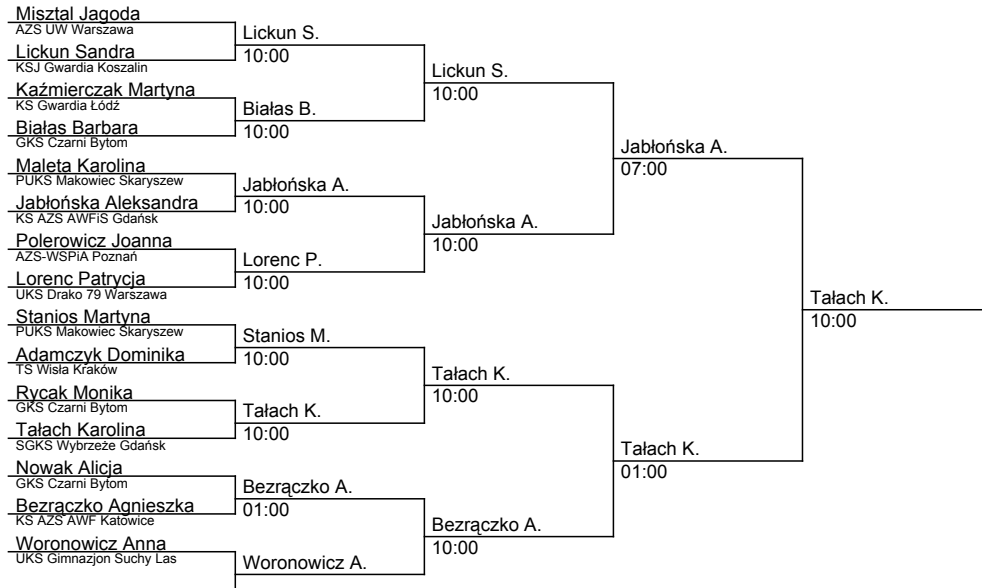 Misztal Jagoda
AZS UW Warszawa
Lickun S.
10:00
Lickun Sandra
KSJ Gwardia Koszalin
Lickun S.
10:00
Kaźmierczak Martyna
KS Gwardia Łódź
Białas B.
10:00
Białas Barbara
GKS Czarni Bytom
Jabłońska A.
07:00
Maleta Karolina
PUKS Makowiec Skaryszew
Jabłońska A.
10:00
Jabłońska Aleksandra
KS AZS AWFiS Gdańsk
Jabłońska A.
10:00
Polerowicz Joanna
AZS-WSPiA Poznań
Lorenc P.
10:00
Lorenc Patrycja
UKS Drako 79 Warszawa
Tałach K.
10:00
Stanios Martyna
PUKS Makowiec Skaryszew
Stanios M.
10:00
Adamczyk Dominika
TS Wisła Kraków
Tałach K.
10:00
Rycak Monika
GKS Czarni Bytom
Tałach K.
10:00
Tałach Karolina
SGKS Wybrzeże Gdańsk
Tałach K.
01:00
Nowak Alicja
GKS Czarni Bytom
Bezrączko A.
01:00
Bezrączko Agnieszka
KS AZS AWF Katowice
Bezrączko A.
10:00
Woronowicz Anna
UKS Gimnazjon Suchy Las
Woronowicz A.